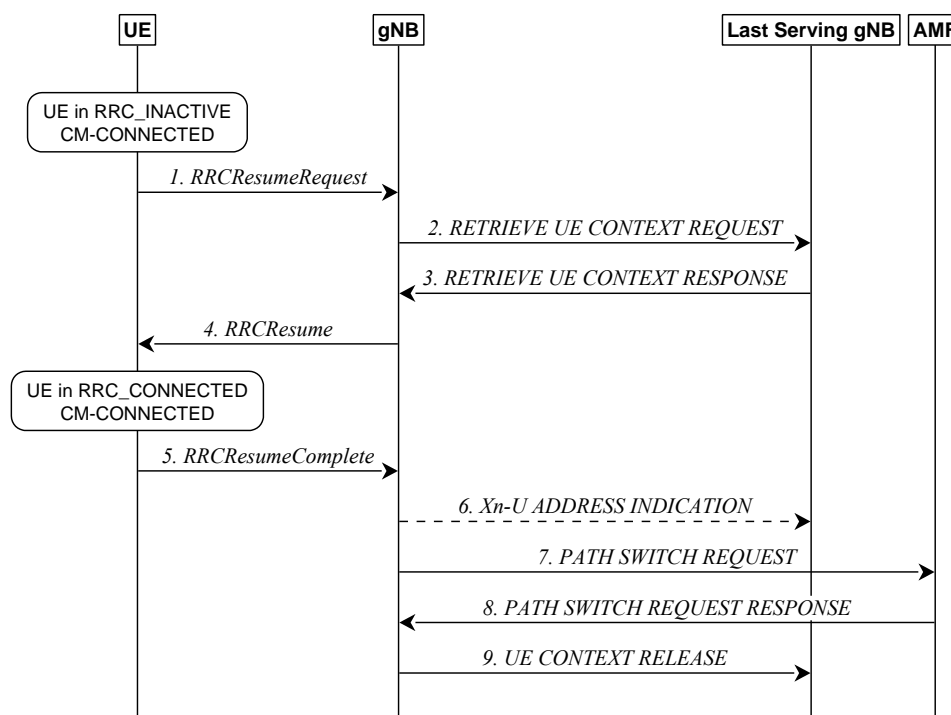 UE
gNB
Last Serving gNB
AMF
UE in RRC_INACTIVE
CM-CONNECTED
1. RRCResumeRequest
2. RETRIEVE UE CONTEXT REQUEST
3. RETRIEVE UE CONTEXT RESPONSE
4. RRCResume
UE in RRC_CONNECTED
CM-CONNECTED
5. RRCResumeComplete
6. Xn-U ADDRESS INDICATION
7. PATH SWITCH REQUEST
8. PATH SWITCH REQUEST RESPONSE
9. UE CONTEXT RELEASE